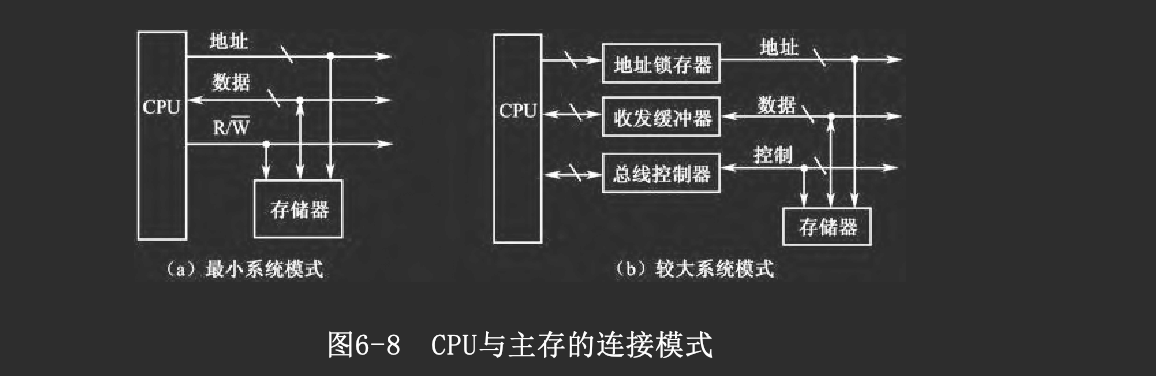 地址
数据
CPU
R/W̅
存储器
(a) 最小系统模式
地址
地址锁存器
数据
CPU
收发缓冲器
控制
总线控制器
存储器
(b) 较大系统模式
图6-8 CPU与主存的连接模式